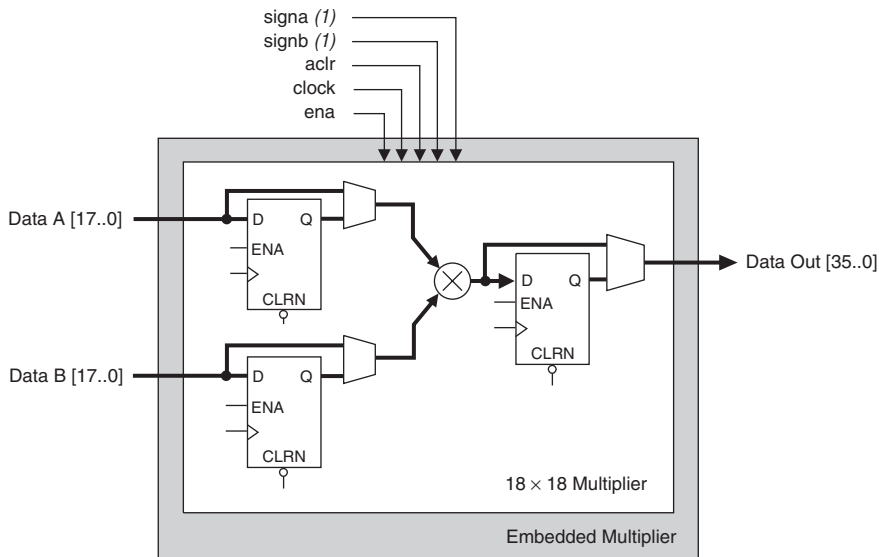 signa (1)
signb (1)
aclr
clock
ena
Data A [17..0]
D Q
ENA
CLRN
Data B [17..0]
D Q
ENA
CLRN
D Q
ENA
CLRN
Data Out [35..0]
18 × 18 Multiplier
Embedded Multiplier